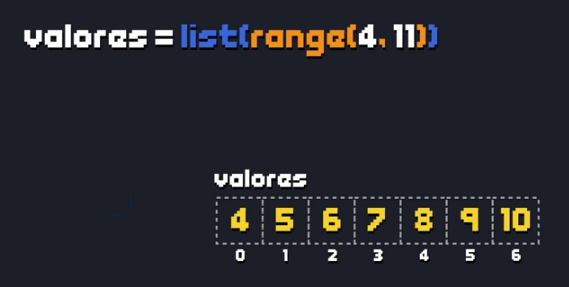 valores = list(range(4, 11))
valores
4 5 6 7 8 9 10
0 1 2 3 4 5 6